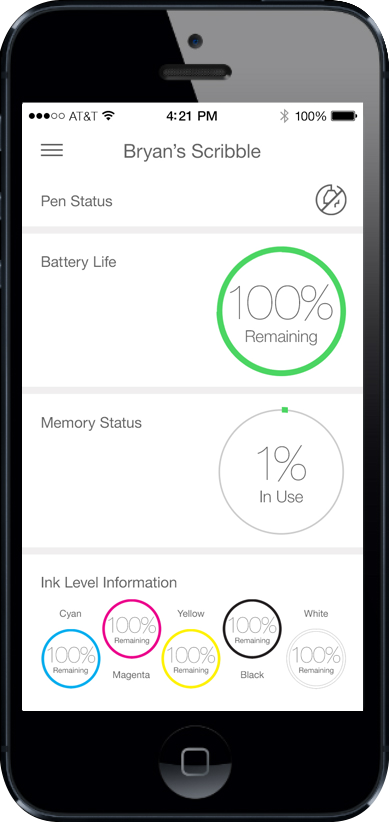 AT&T 4:21 PM 100%
Bryan's Scribble
Pen Status
Battery Life
100%
Remaining
Memory Status
1%
In Use
Ink Level Information
Cyan
100%
Remaining
100%
Remaining
Magenta
Yellow
100%
Remaining
100%
Remaining
Black
White
100%
Remaining